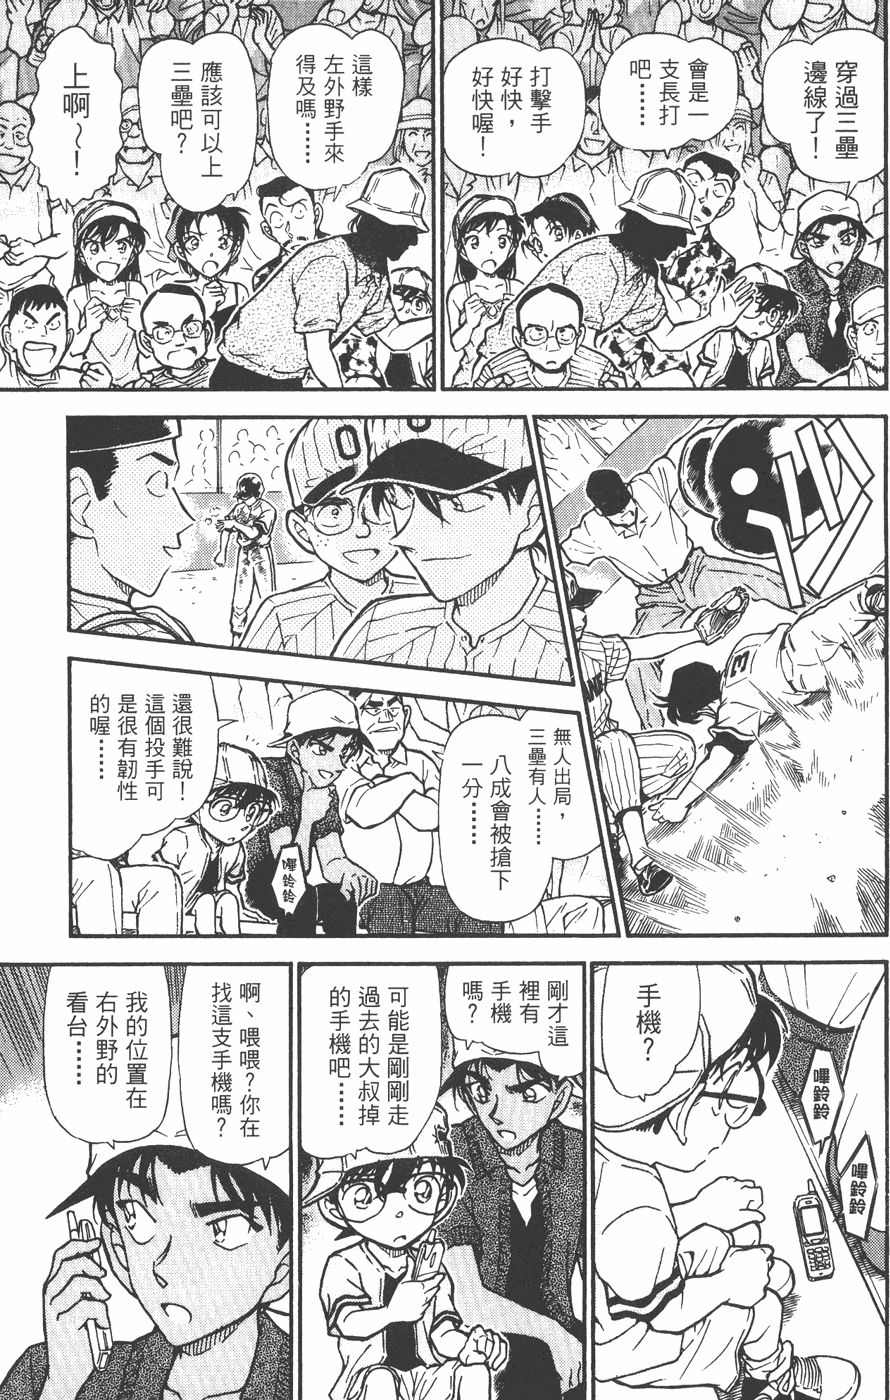 穿過三壘
邊線了！
會是一
支長打
吧……
打擊手
好快，
好快喔！
這樣
左外野手來
得及嗎……
應該可以上
三壘吧？
上啊～！
無人出局，
三壘有人……
八成會被搶下
一分……
還很難說！
這個投手可
是很有韌性
的喔……
嗶鈴鈴
手機？
嗶鈴鈴
嗶鈴鈴
剛才這
裡有
手機
嗎？
可能是剛剛走
過去的大叔掉
的手機吧……
啊、喂喂？你在
找這支手機嗎？
我的位置在
右外野的
看台……